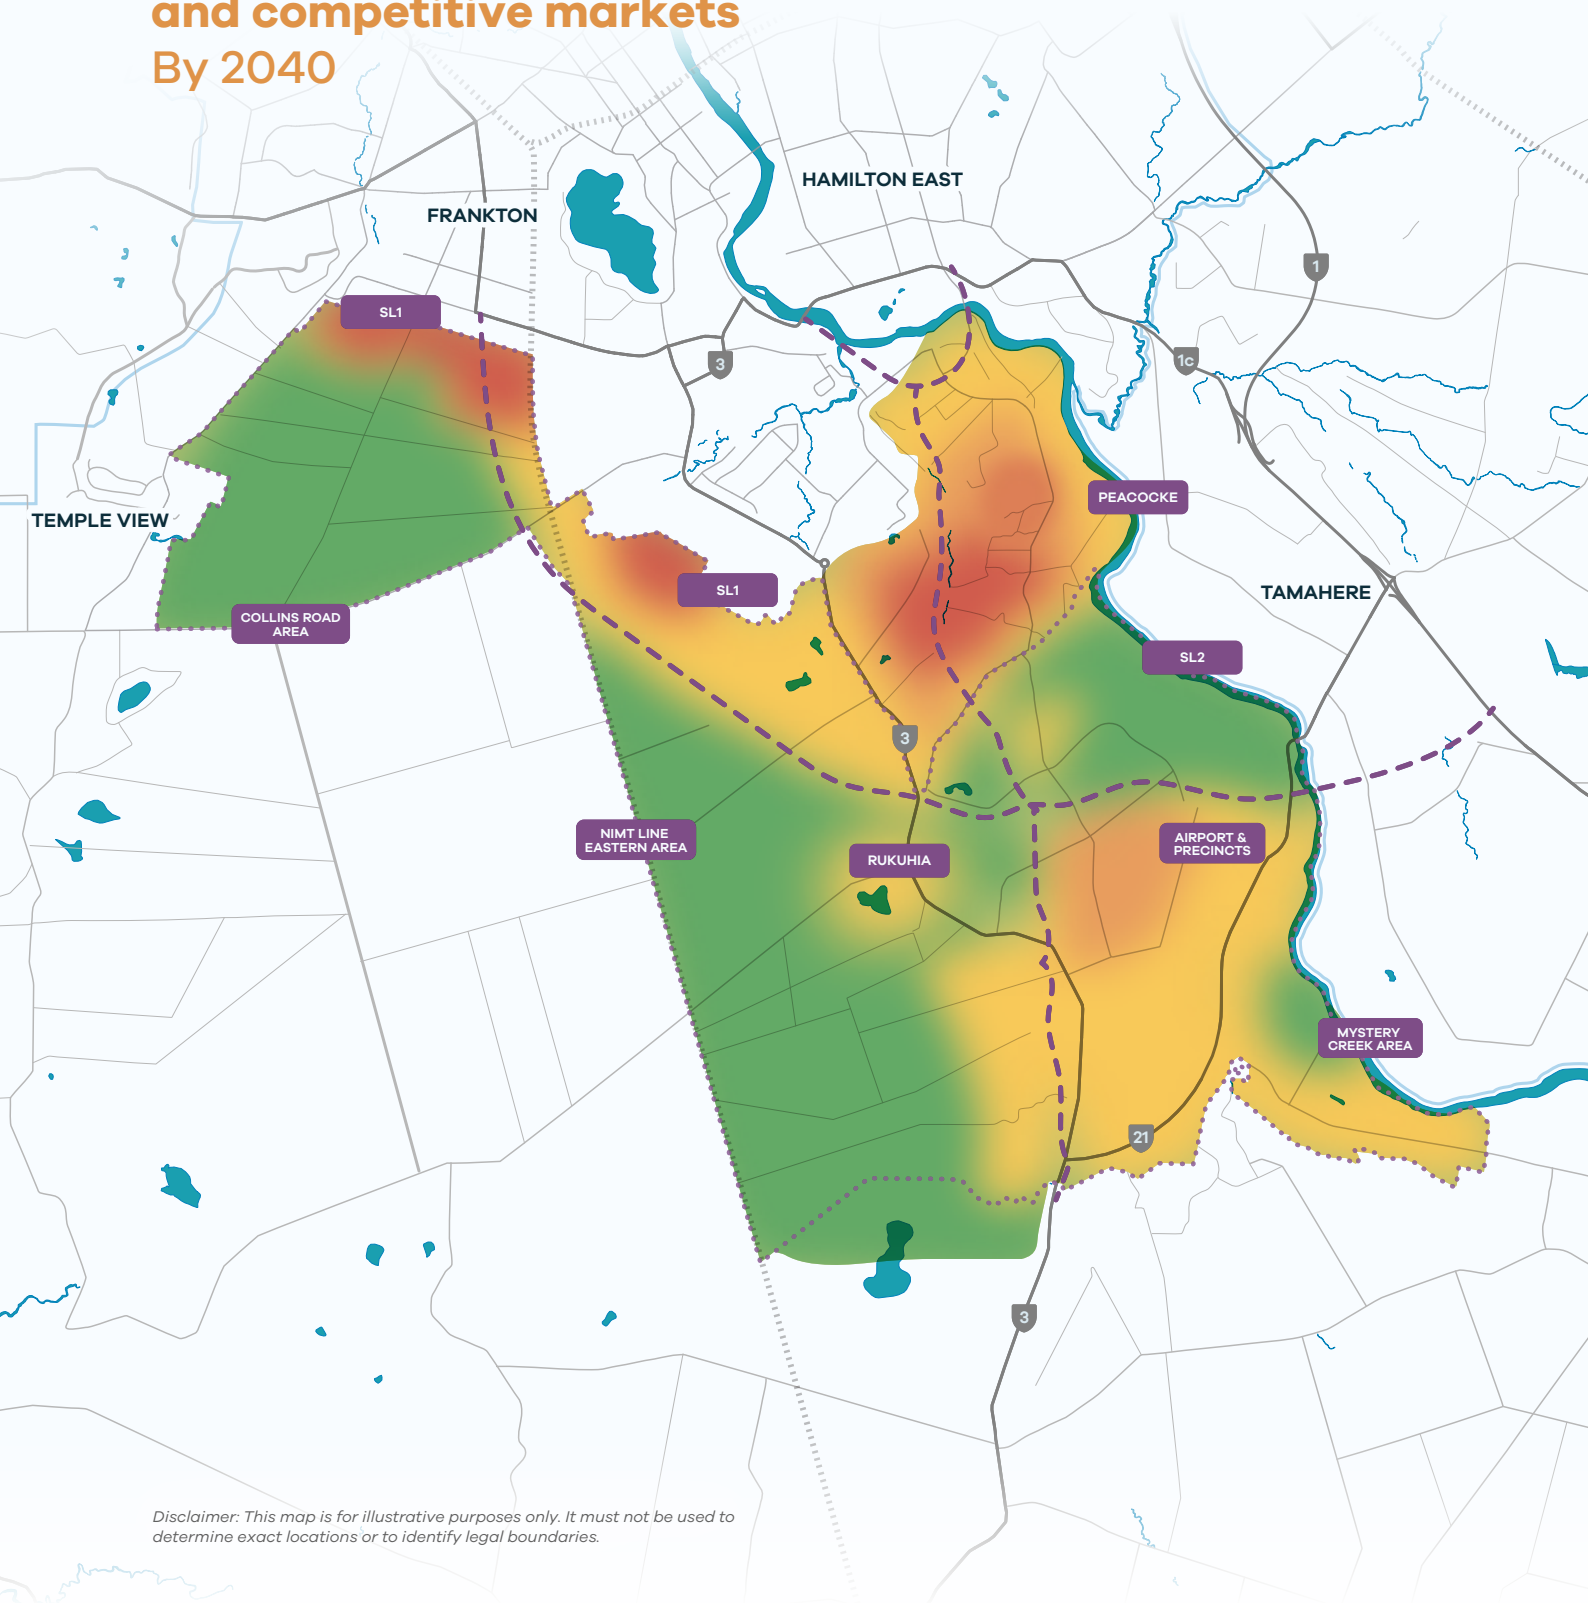 and competitive markets
By 2040
HAMILTON EAST
FRANKTON
1
SL1
3
1c
PEACOCKE
TEMPLE VIEW
SL1
TAMAHERE
COLLINS ROAD
AREA
SL2
3
NIMT LINE
EASTERN AREA
RUKUHIA
AIRPORT &
PRECINCTS
MYSTERY
CREEK AREA
21
3
Disclaimer: This map is for illustrative purposes only. It must not be used to
determine exact locations or to identify legal boundaries.